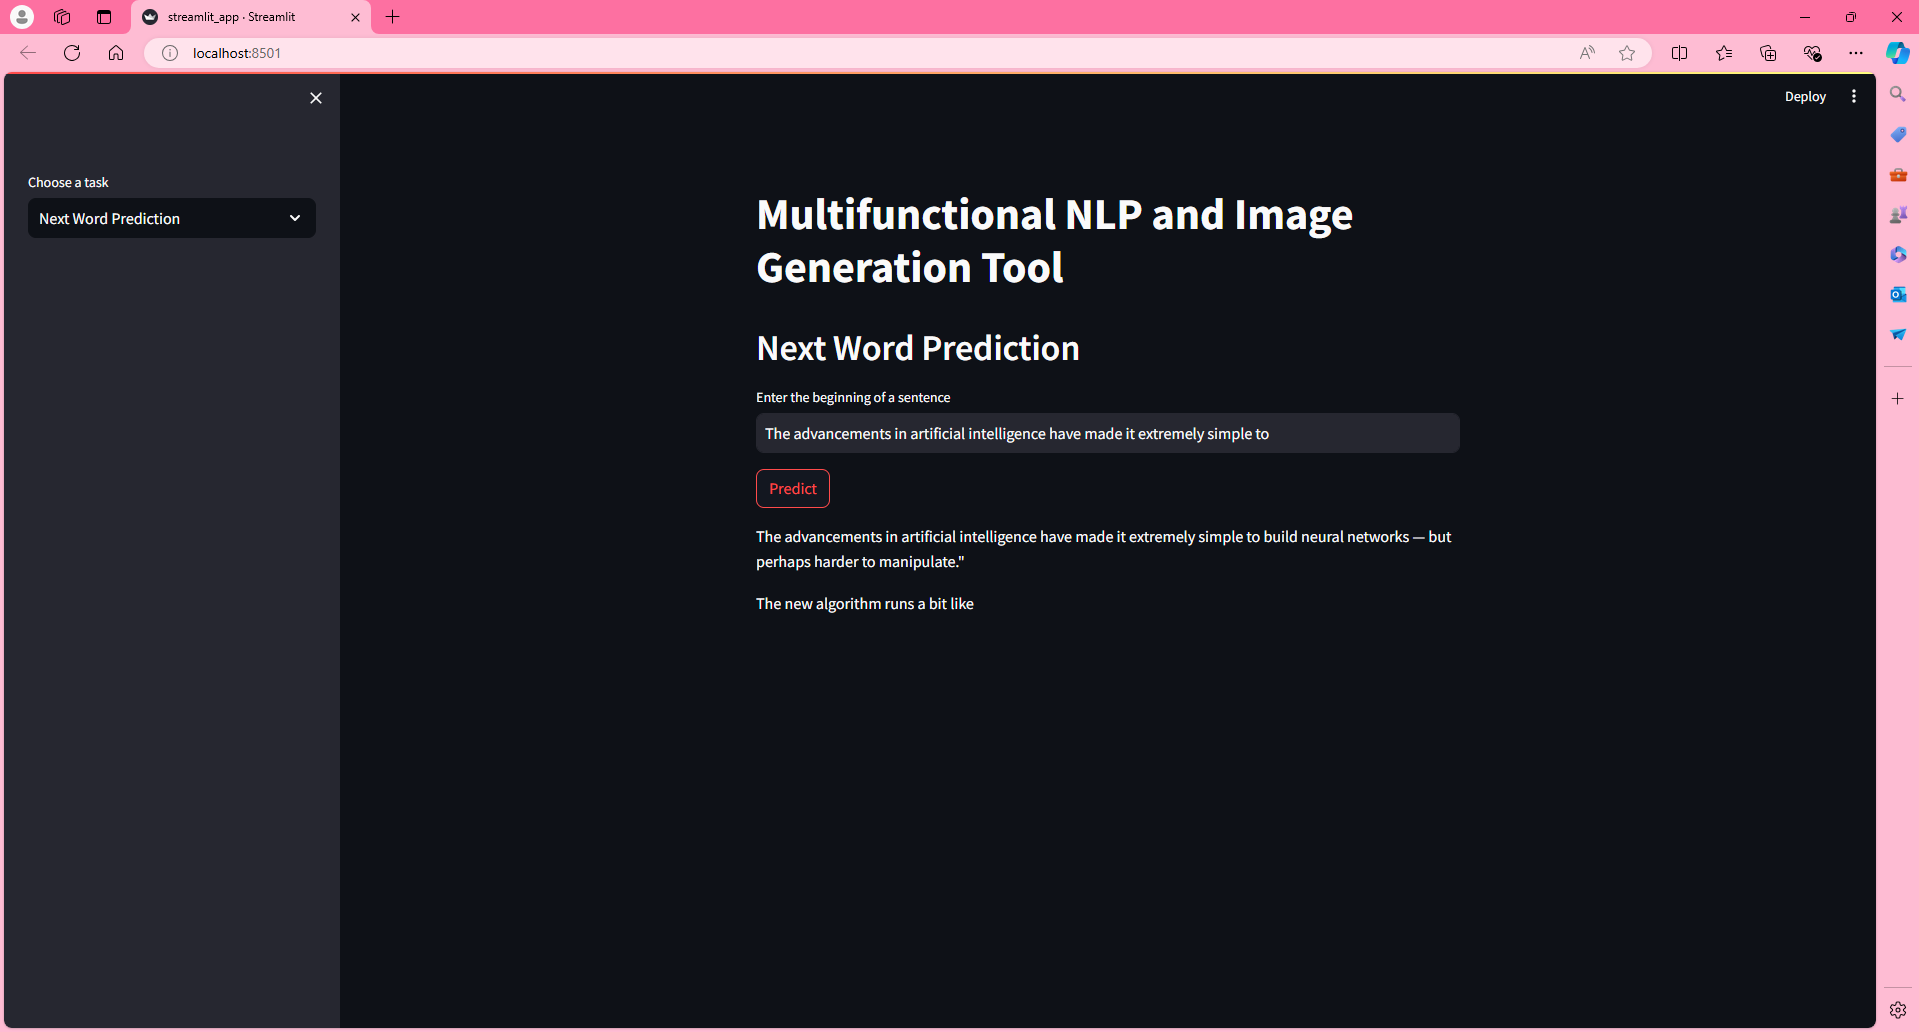 streamlit_app · Streamlit
localhost:8501
Deploy
Choose a task
Next Word Prediction
Multifunctional NLP and Image
Generation Tool
Next Word Prediction
Enter the beginning of a sentence
The advancements in artificial intelligence have made it extremely simple to
Predict
The advancements in artificial intelligence have made it extremely simple to build neural networks — but
perhaps harder to manipulate."
The new algorithm runs a bit like